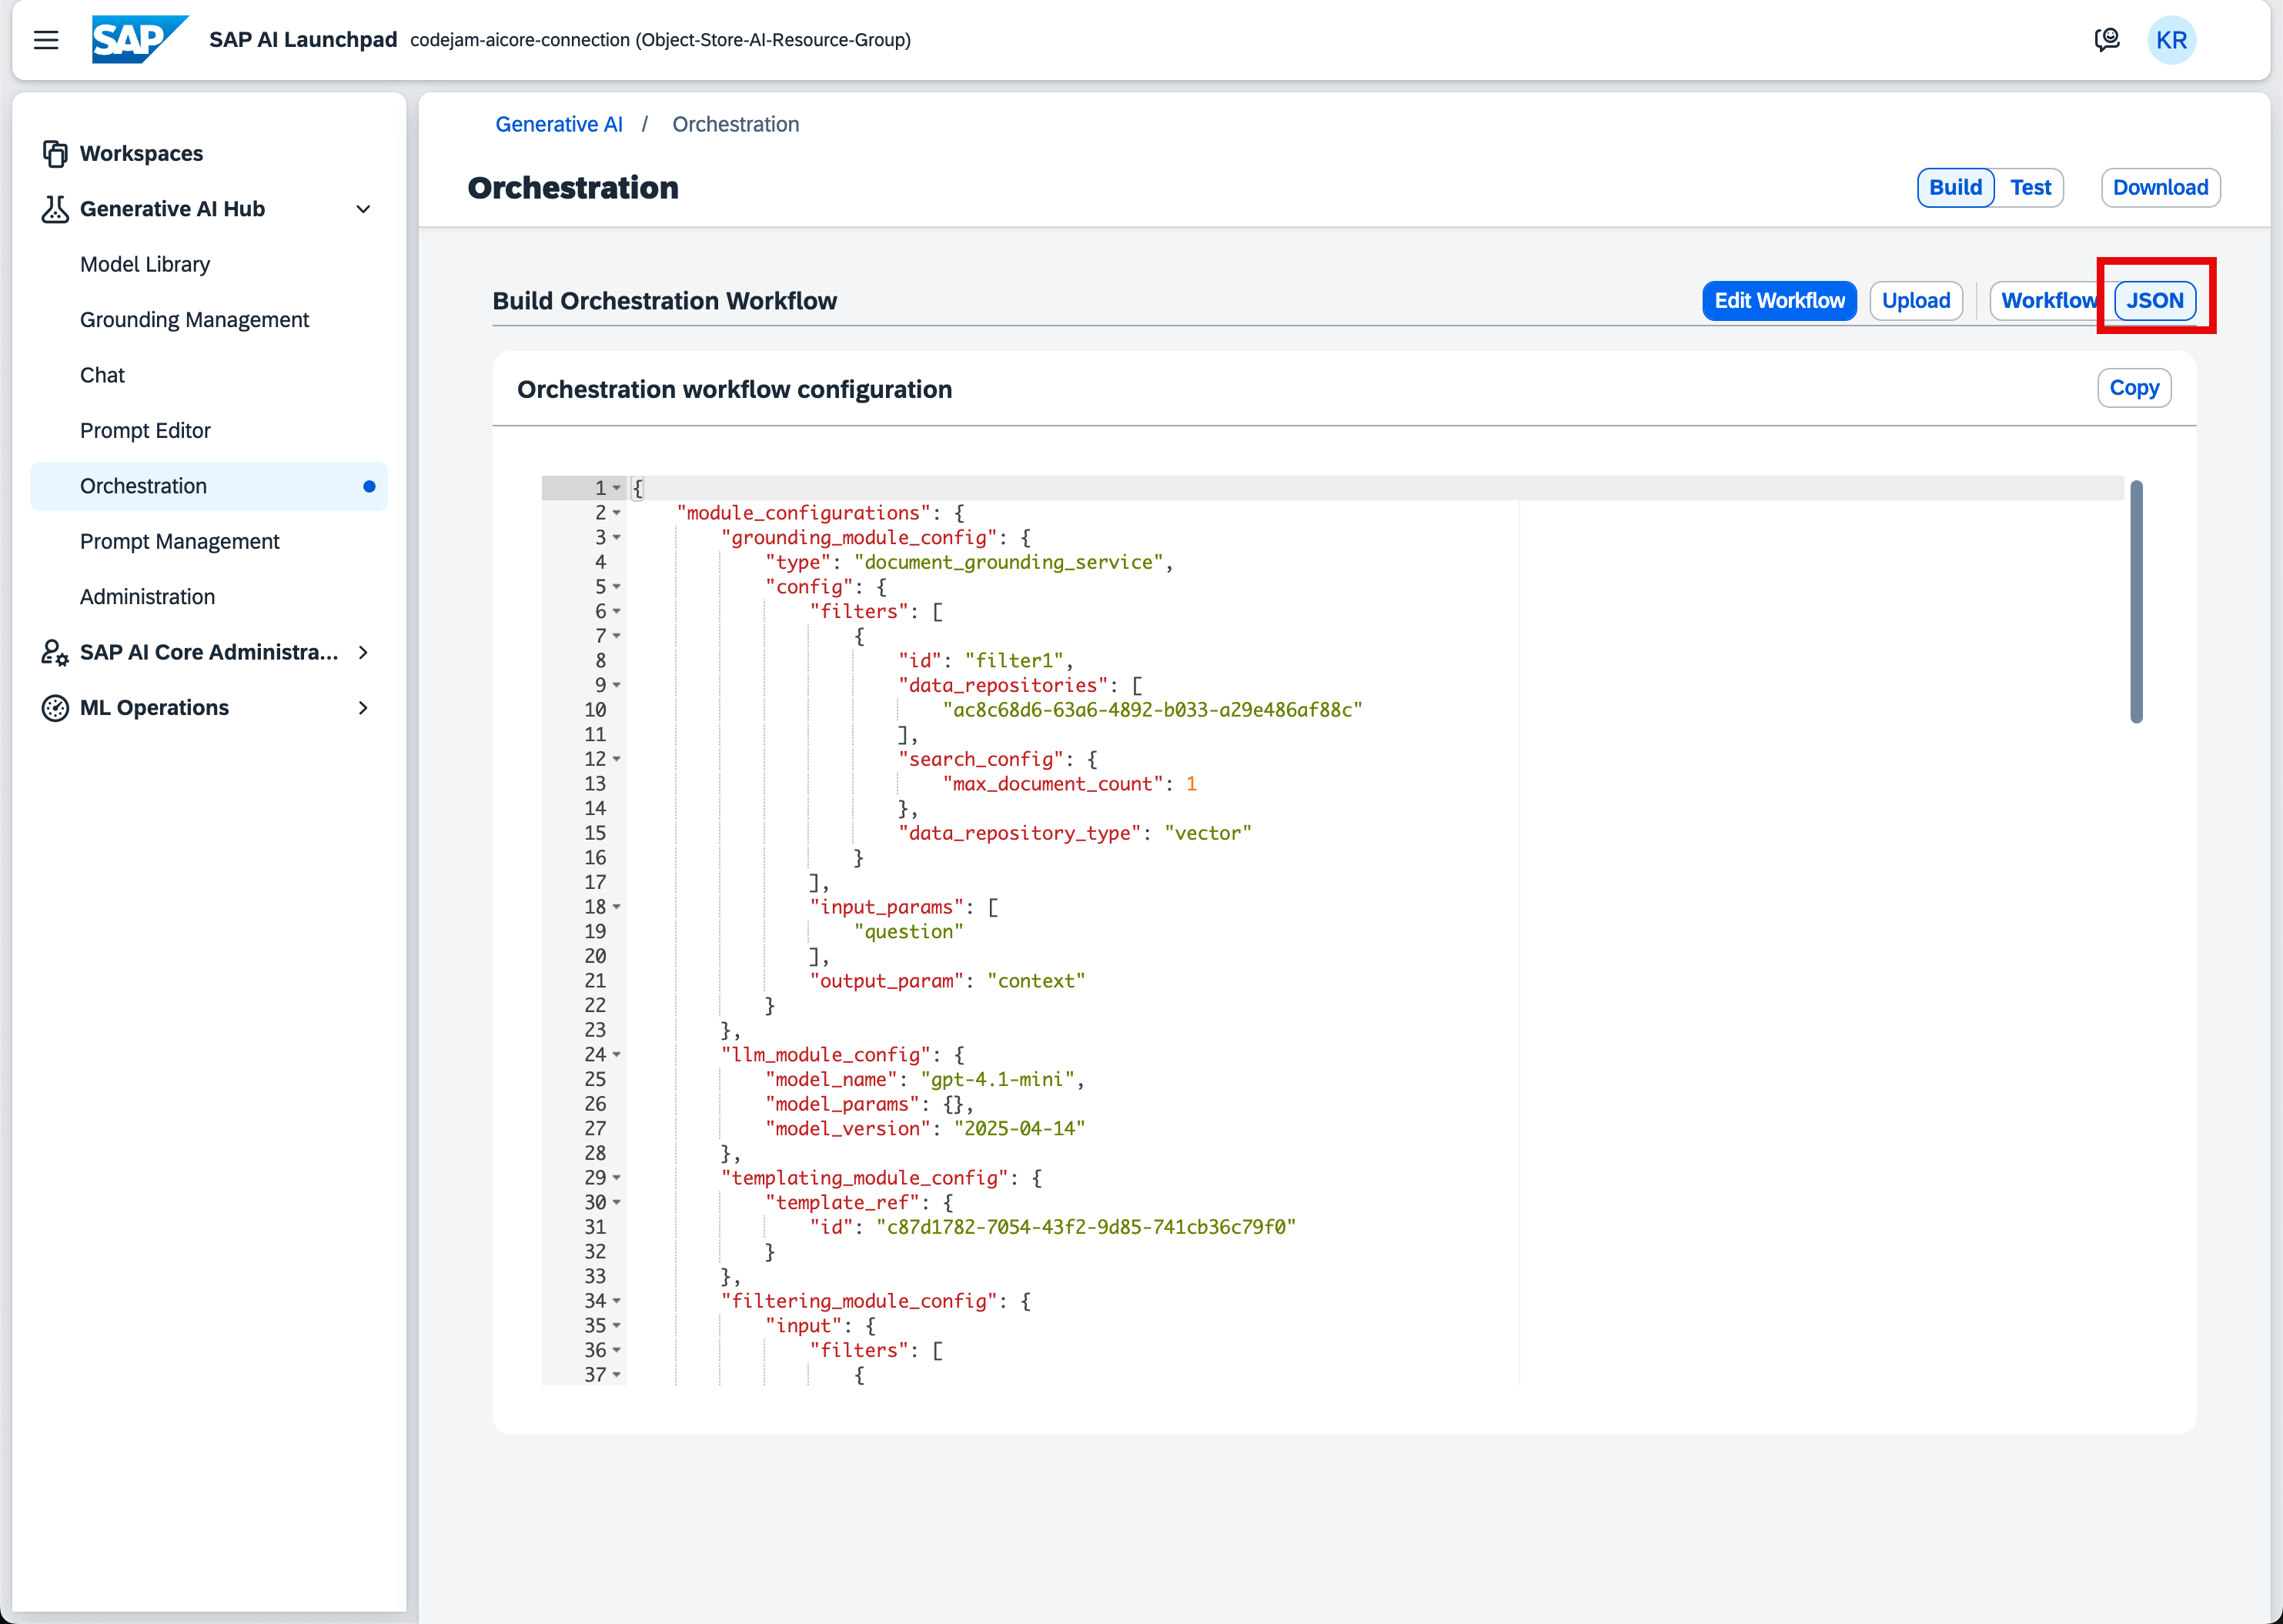 SAP SAP AI Launchpad codejam-aicore-connection (Object-Store-AI-Resource-Group) KR
Workspaces
Generative AI Hub
Model Library
Grounding Management
Chat
Prompt Editor
Orchestration
Prompt Management
Administration
SAP AI Core Administra...
ML Operations
Generative AI / Orchestration
Orchestration Build Test Download
Build Orchestration Workflow Edit Workflow Upload Workflow JSON
Orchestration workflow configuration Copy
1 {
2 "module_configurations": {
3 "grounding_module_config": {
4 "type": "document_grounding_service",
5 "config": {
6 "filters": [
7 {
8 "id": "filter1",
9 "data_repositories": [
10 "ac8c68d6-63a6-4892-b033-a29e486af88c"
11 ],
12 "search_config": {
13 "max_document_count": 1
14 },
15 "data_repository_type": "vector"
16 }
17 ],
18 "input_params": [
19 "question"
20 ],
21 "output_param": "context"
22 }
23 },
24 "llm_module_config": {
25 "model_name": "gpt-4.1-mini",
26 "model_params": {},
27 "model_version": "2025-04-14"
28 },
29 "templating_module_config": {
30 "template_ref": {
31 "id": "c87d1782-7054-43f2-9d85-741cb36c79f0"
32 }
33 },
34 "filtering_module_config": {
35 "input": {
36 "filters": [
37 {